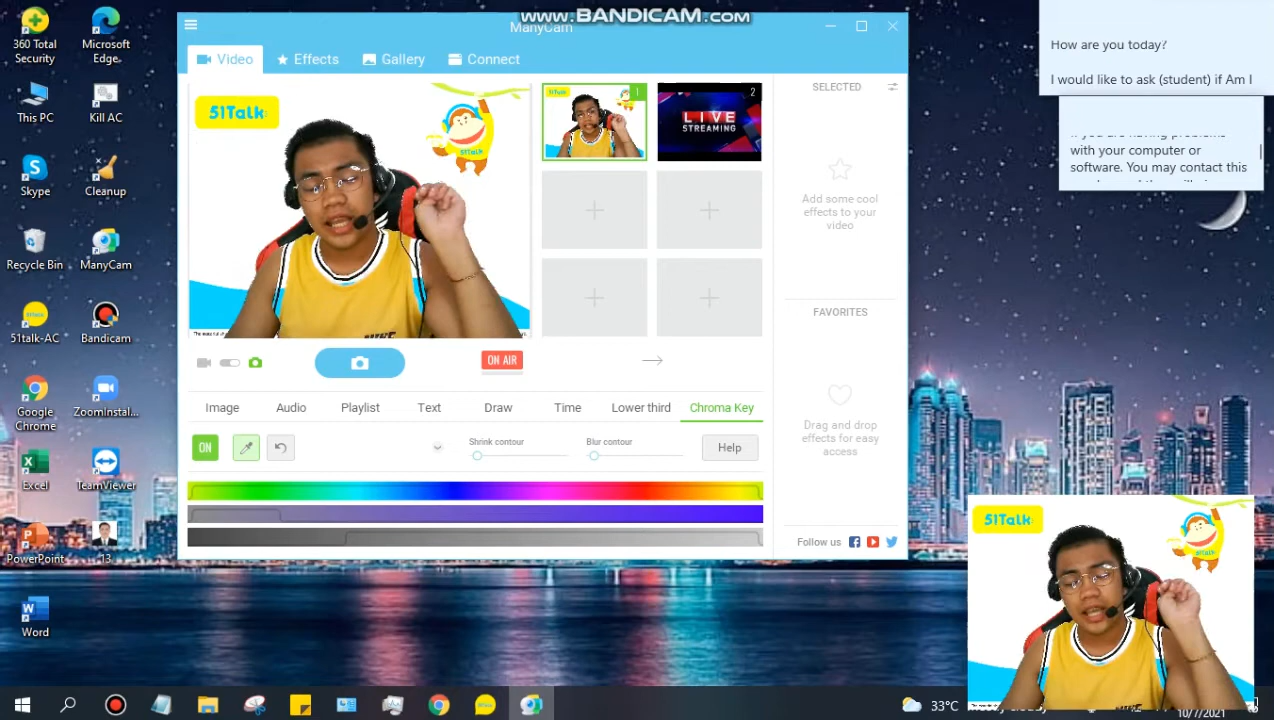 www.BANDICAM.com
ManyCam
Video
Effects
Gallery
Connect
51Talk
51Talk
1
51Talk
2
LIVE
STREAMING
SELECTED
Add some cool
effects to your
video
FAVORITES
Drag and drop
effects for easy
access
Follow us
ON AIR
Image
Audio
Playlist
Text
Draw
Time
Lower third
Chroma Key
ON
Shrink contour
Blur contour
Help
360 Total
Security
Microsoft
Edge
This PC
Kill AC
Skype
Cleanup
Recycle Bin
ManyCam
51talk-AC
Bandicam
Google
Chrome
ZoomInstal...
Excel
TeamViewer
PowerPoint
13
Word
How are you today?
I would like to ask (student) if Am I
if you are having problems
with your computer or
software. You may contact this
51Talk
51Talk
33°C
10/7/2021